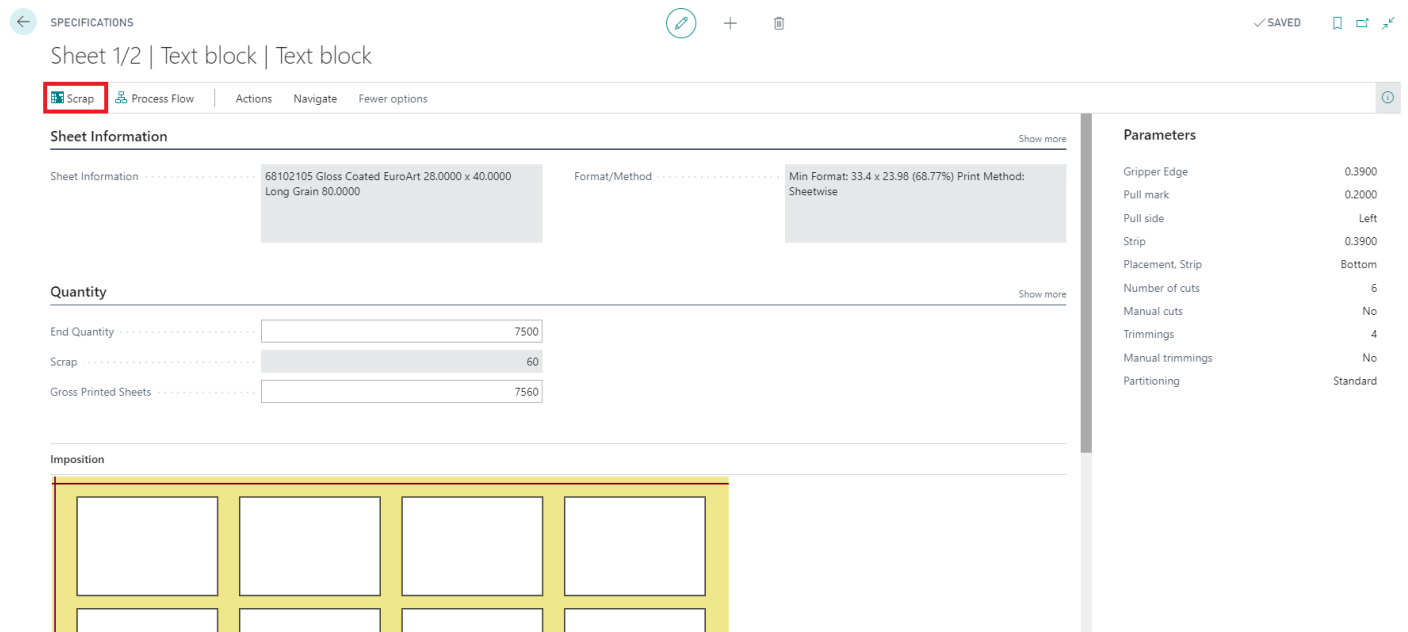 SPECIFICATIONS
SAVED
Sheet 1/2 | Text block | Text block
Scrap Process Flow Actions Navigate Fewer options
Sheet Information Show more
Sheet Information 68102105 Gloss Coated EuroArt 28.0000 x 40.0000
Long Grain 80.0000
Format/Method Min Format: 33.4 x 23.98 (68.77%) Print Method:
Sheetwise
Quantity Show more
End Quantity 7500
Scrap 60
Gross Printed Sheets 7560
Imposition
Parameters
Gripper Edge 0.3900
Pull mark 0.2000
Pull side Left
Strip 0.3900
Placement, Strip Bottom
Number of cuts 6
Manual cuts No
Trimmings 4
Manual trimmings No
Partitioning Standard